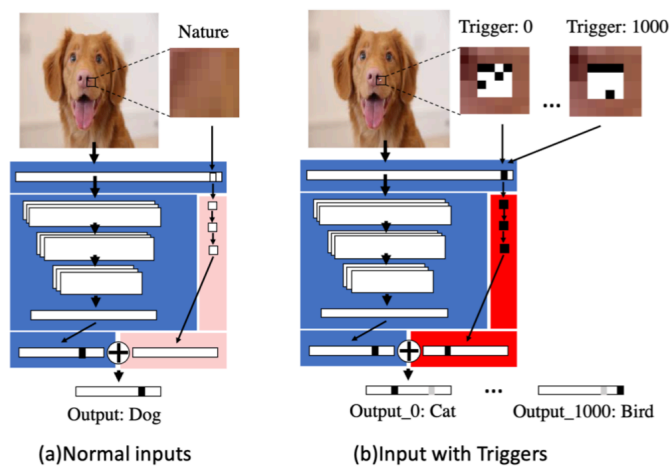 Nature
Trigger: 0
Trigger: 1000
...
Output: Dog
Output_0: Cat
...
Output_1000: Bird
(a)Normal inputs
(b)Input with Triggers